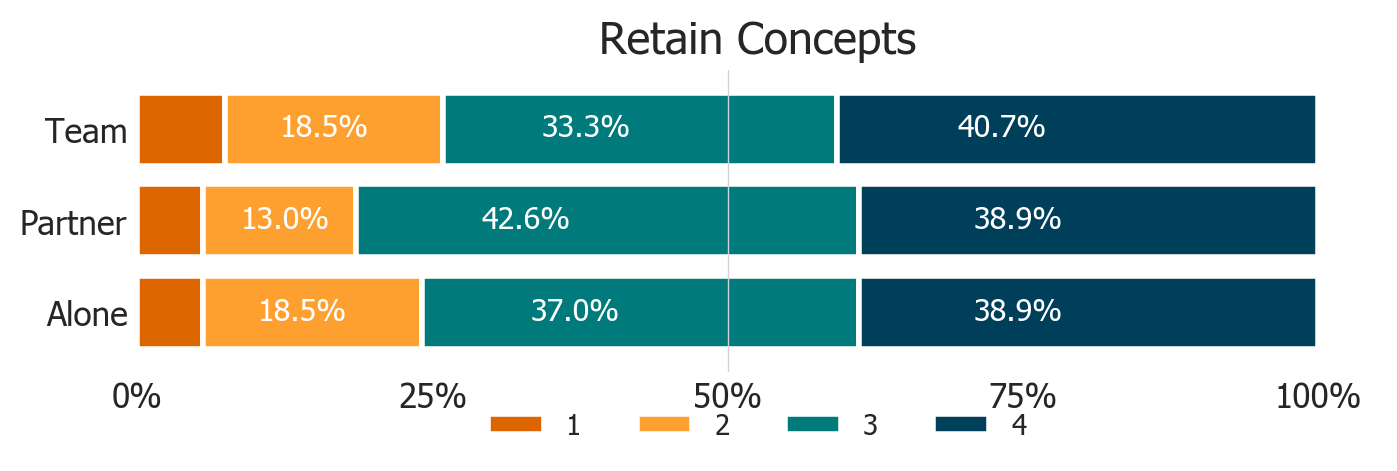 Retain Concepts
Team 18.5% 33.3% 40.7%
Partner 13.0% 42.6% 38.9%
Alone 18.5% 37.0% 38.9%
0% 25% 50% 75% 100%
1 2 3 4